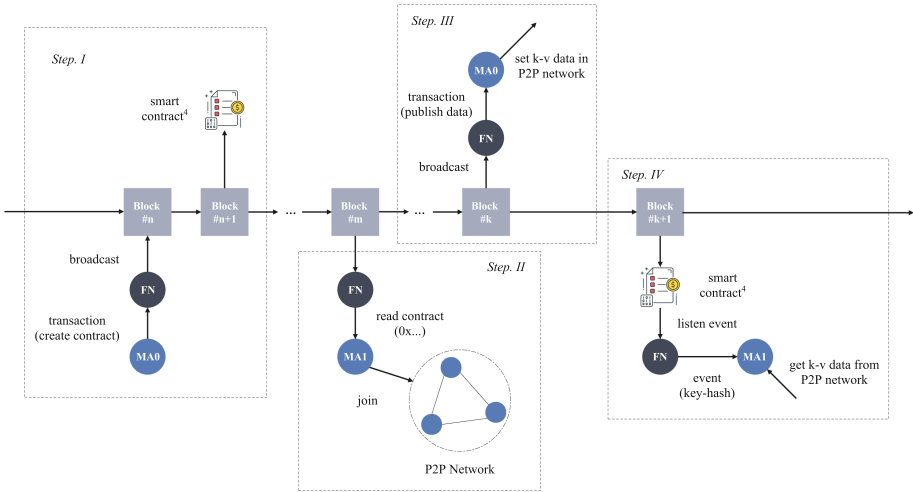 Step. I
smart
contract4
Block
#n
Block
#n+1
...
broadcast
FN
transaction
(create contract)
MA0
Step. II
Block
#m
...
FN
read contract
(0x...)
MA1
join
P2P Network
Step. III
set k-v data in
P2P network
MA0
transaction
(publish data)
FN
broadcast
Block
#k
Step. IV
Block
#k+1
smart
contract4
listen event
FN
MA1
event
(key-hash)
get k-v data from
P2P network